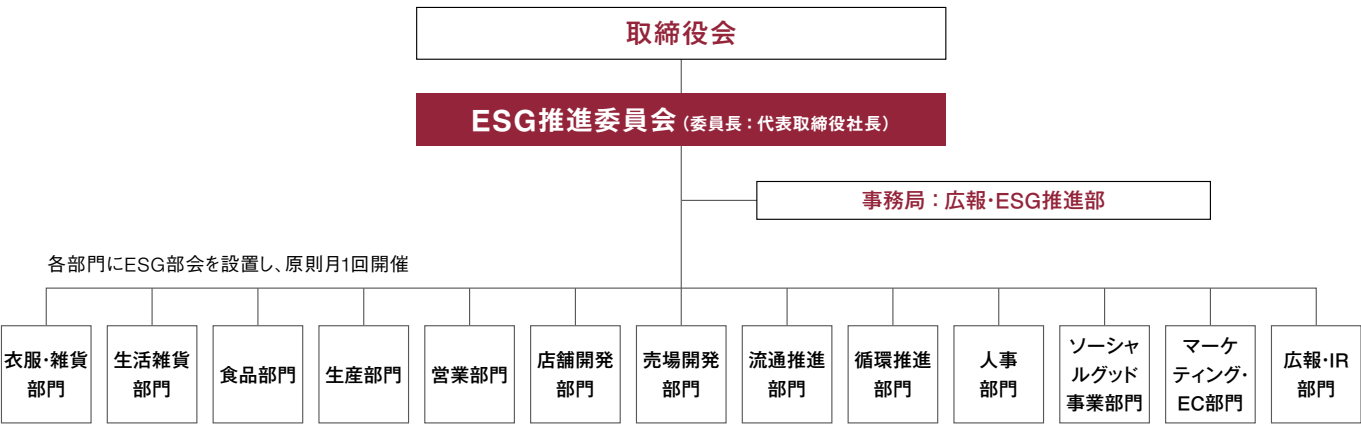 取締役会
ESG推進委員会（委員長：代表取締役社長）
事務局：広報・ESG推進部
各部門にESG部会を設置し、原則月1回開催
衣服・雑貨
部門
生活雑貨
部門
食品部門
生産部門
営業部門
店舗開発
部門
売場開発
部門
流通推進
部門
循環推進
部門
人事
部門
ソーシャ
ルグッド
事業部門
マーケ
ティング・
EC部門
広報・IR
部門